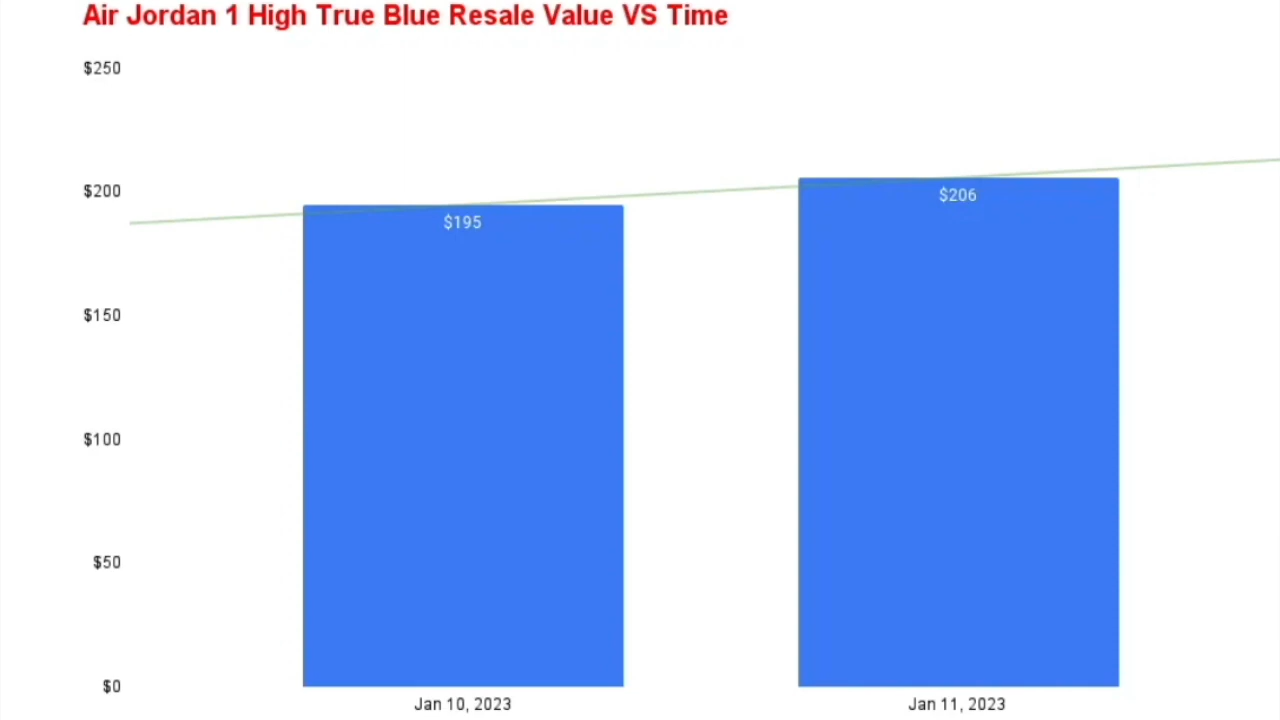 Air Jordan 1 High True Blue Resale Value VS Time
$250
$200
$195
$206
$150
$100
$50
$0
Jan 10, 2023
Jan 11, 2023